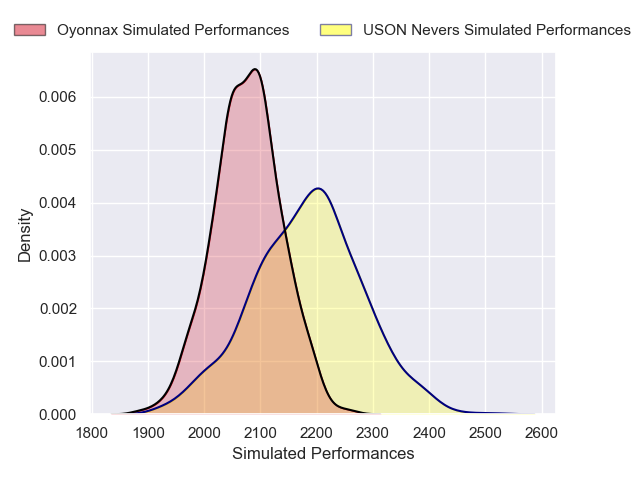 Oyonnax Simulated Performances USON Nevers Simulated Performances
0.006
0.005
0.004
0.003
0.002
0.001
0.000
Density
1800 1900 2000 2100 2200 2300 2400 2500 2600
Simulated Performances